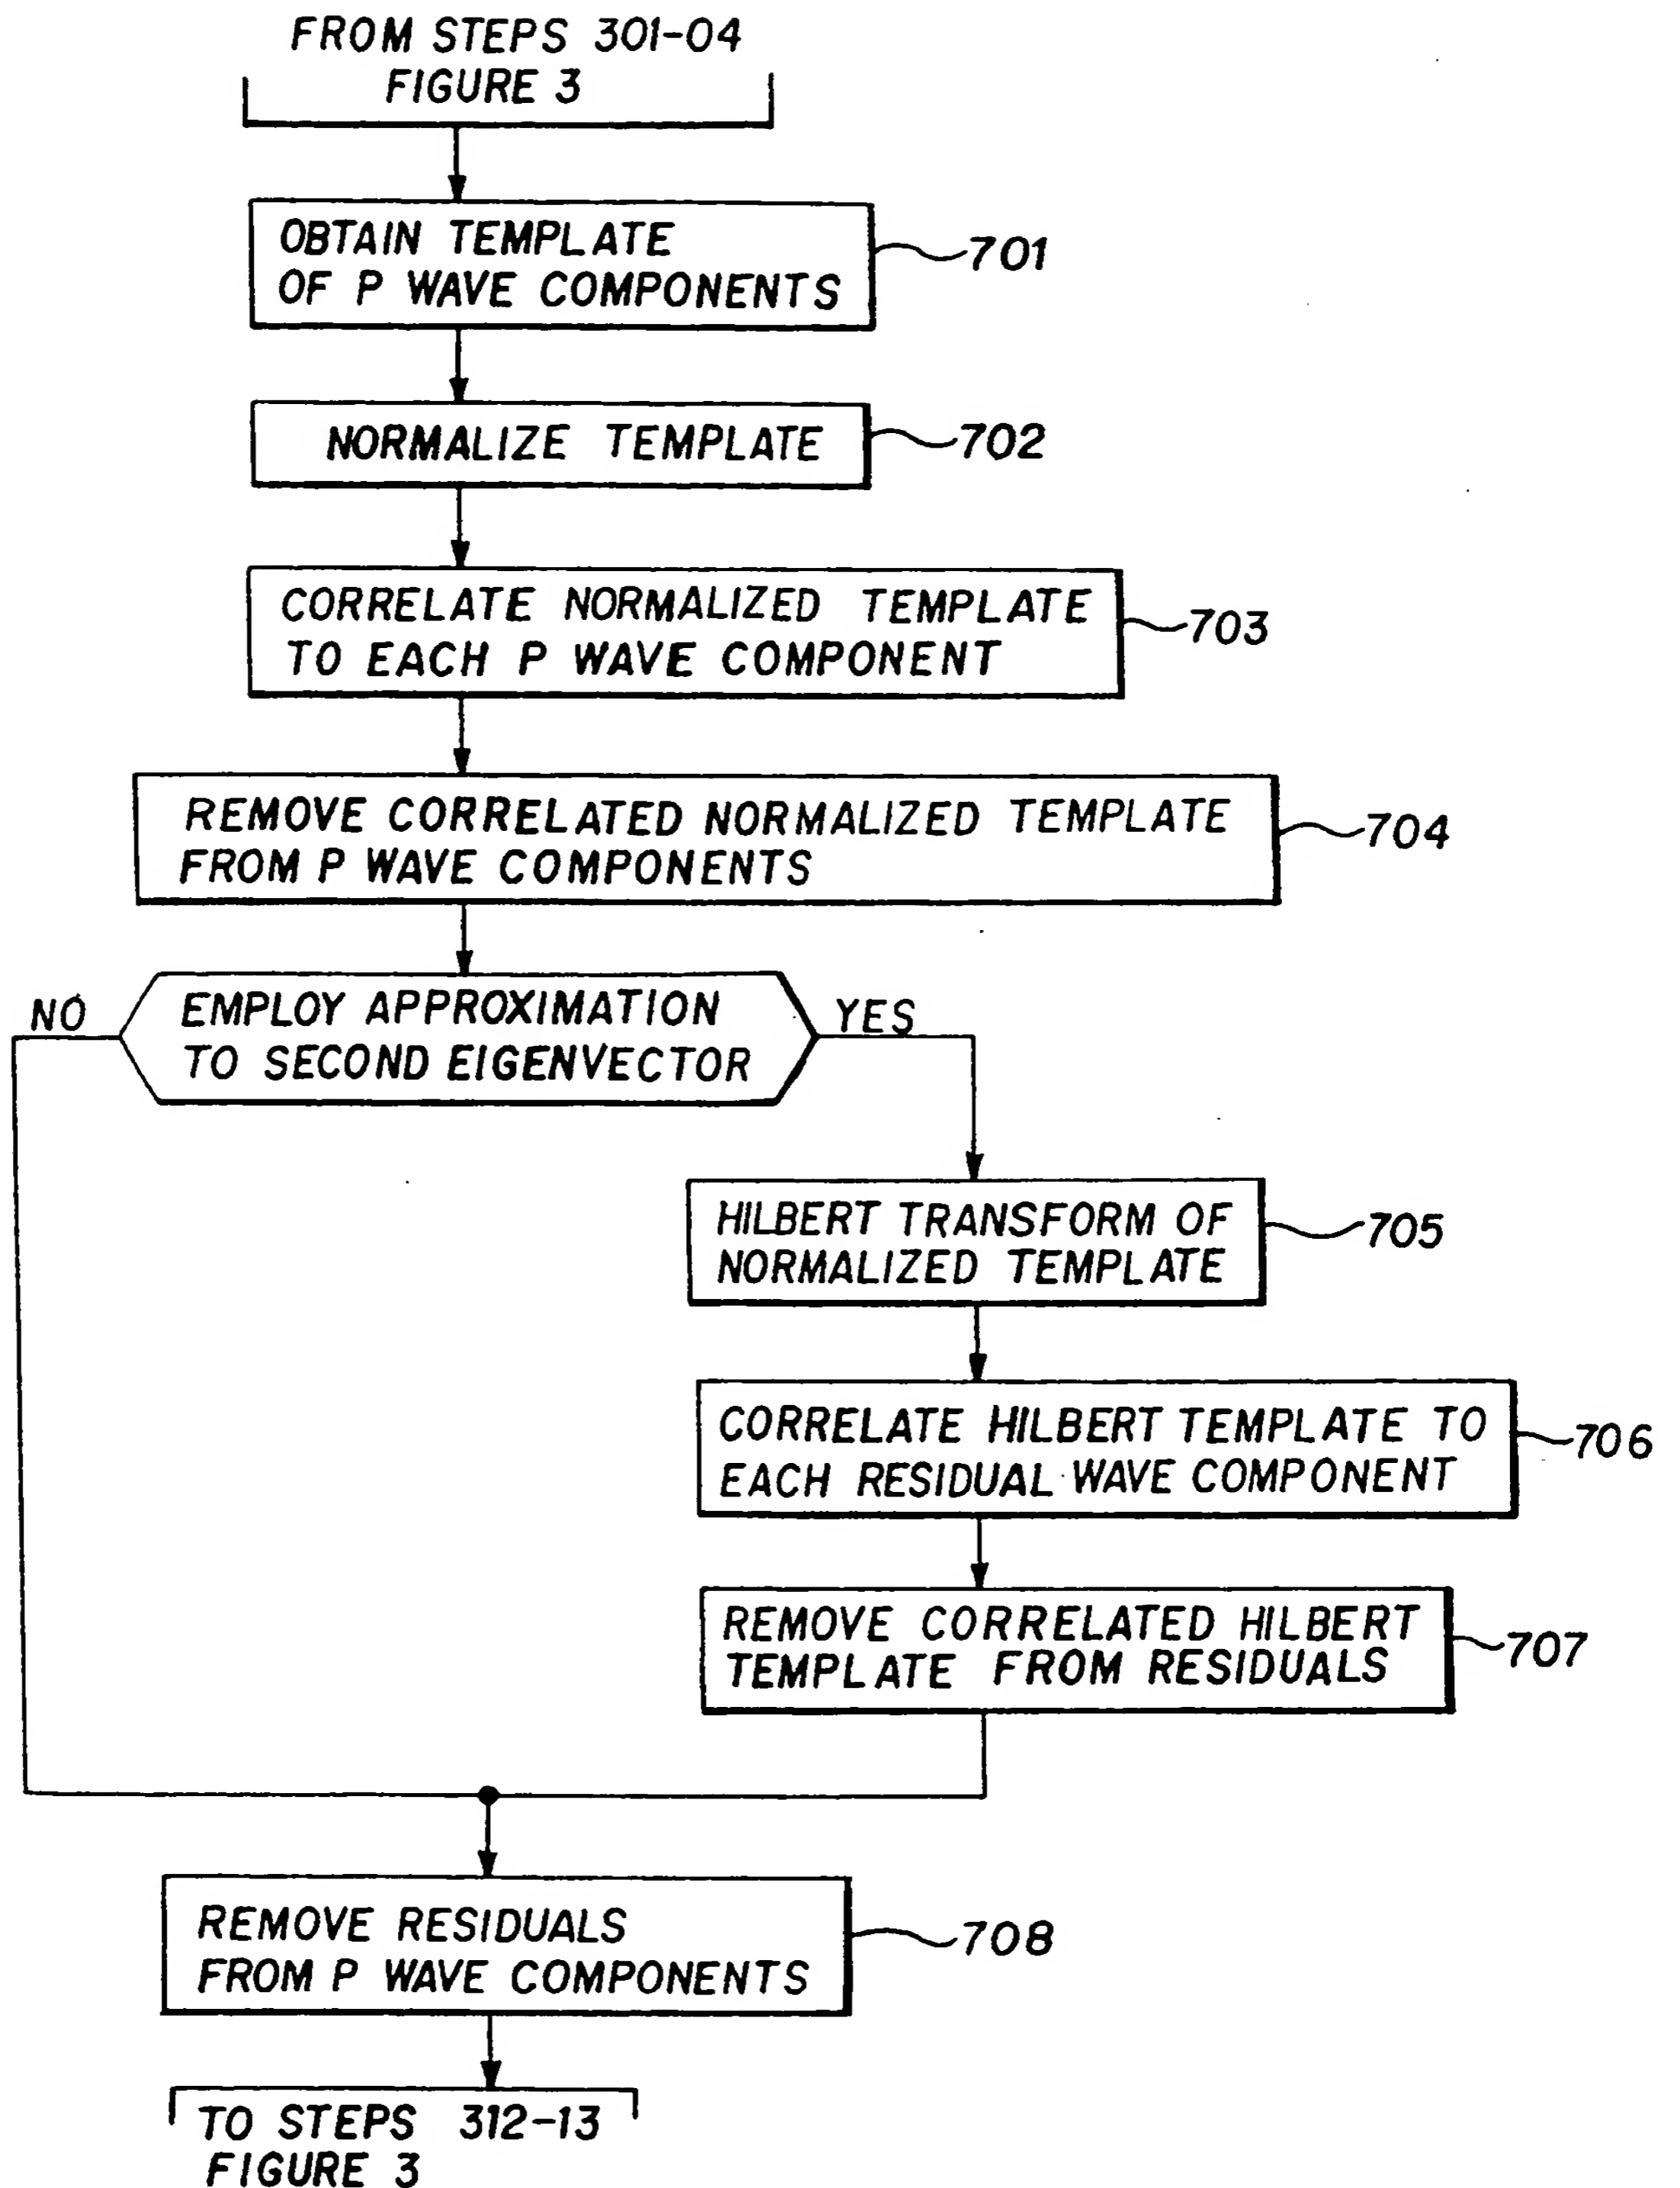 FROM STEPS 301-04
FIGURE 3
OBTAIN TEMPLATE
OF P WAVE COMPONENTS
701
NORMALIZE TEMPLATE
702
CORRELATE NORMALIZED TEMPLATE
TO EACH P WAVE COMPONENT
703
REMOVE CORRELATED NORMALIZED TEMPLATE
FROM P WAVE COMPONENTS
704
NO
EMPLOY APPROXIMATION
TO SECOND EIGENVECTOR
YES
HILBERT TRANSFORM OF
NORMALIZED TEMPLATE
705
CORRELATE HILBERT TEMPLATE TO
EACH RESIDUAL WAVE COMPONENT
706
REMOVE CORRELATED HILBERT
TEMPLATE FROM RESIDUALS
707
REMOVE RESIDUALS
FROM P WAVE COMPONENTS
708
TO STEPS 312-13
FIGURE 3